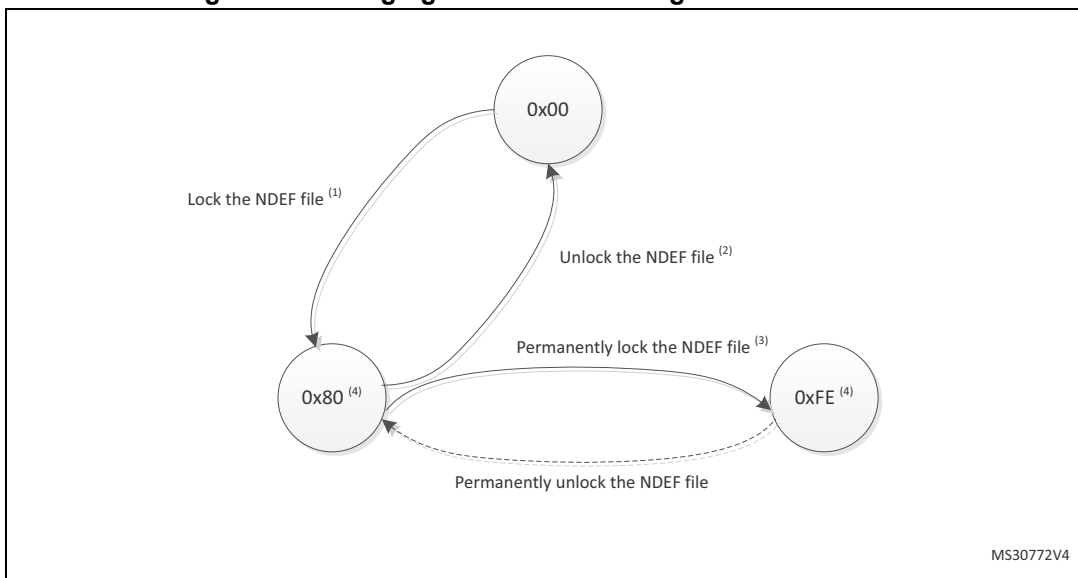 0x00
Lock the NDEF file (1)
Unlock the NDEF file (2)
Permanently lock the NDEF file (3)
0x80 (4)
0xFE (4)
Permanently unlock the NDEF file
MS30772V4